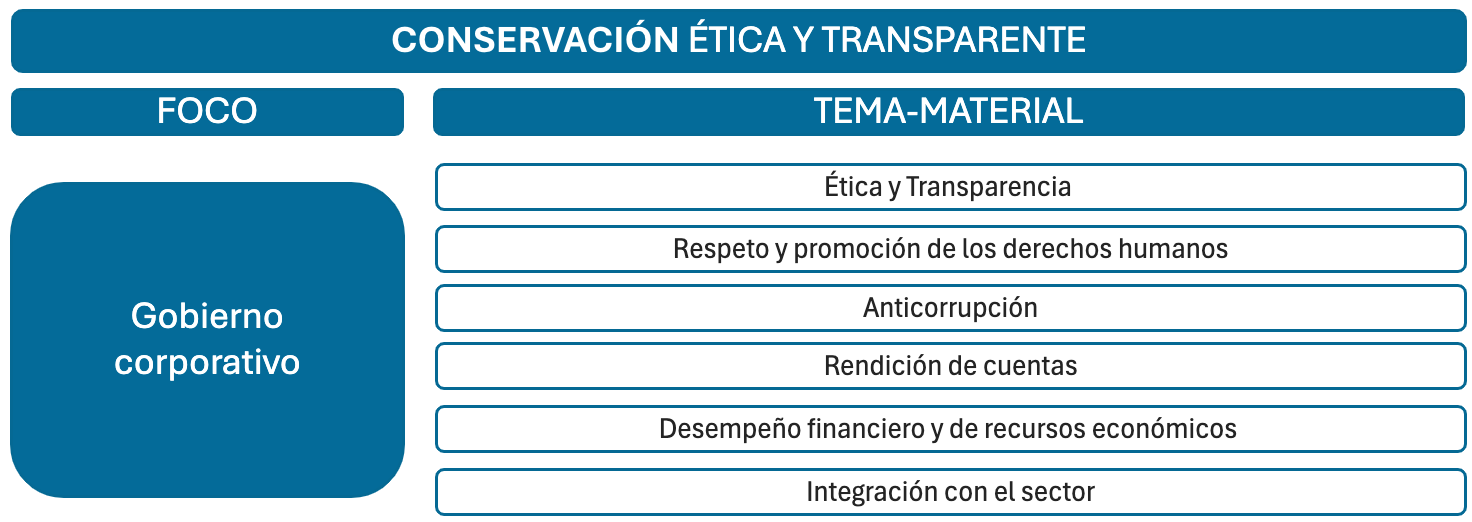 CONSERVACIÓN ÉTICA Y TRANSPARENTE
FOCO
TEMA-MATERIAL
Gobierno
corporativo
Ética y Transparencia
Respeto y promoción de los derechos humanos
Anticorrupción
Rendición de cuentas
Desempeño financiero y de recursos económicos
Integración con el sector